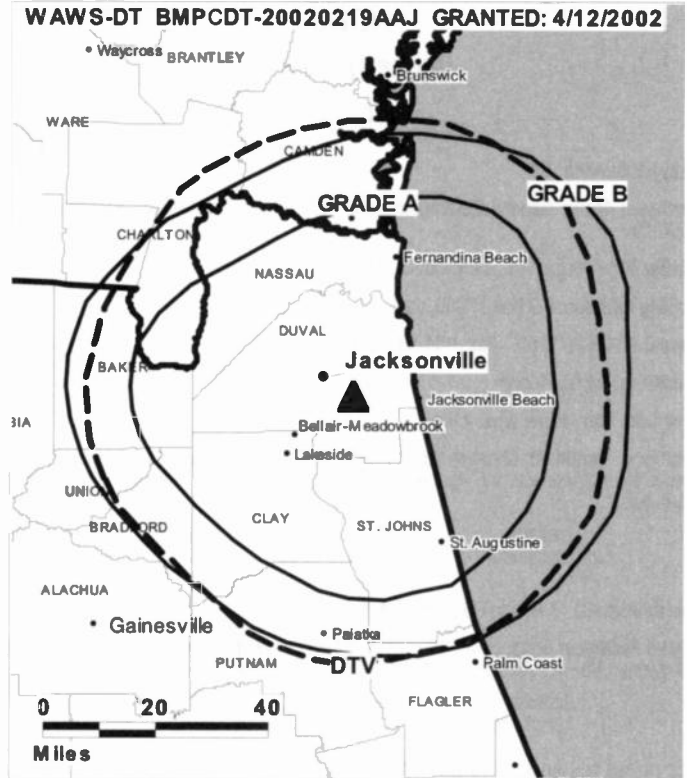 WAWS-DT BMPCDT-20020219AAJ GRANTED: 4/12/2002
Waycross
BRANTLEY
Brunswick
WARE
CAMDEN
GRADE A
GRADE B
CHARLTON
Fernandina Beach
NASSAU
DUVAL
Jacksonville
BAKER
Jacksonville Beach
BIA
Bellair-Meadowbrook
Lakeside
UNION
BRADFORD
CLAY
ST. JOHNS
St. Augustine
ALACHUA
Gainesville
Palatka
PUTNAM
DTV
Palm Coast
FLAGLER
0 20 40
Miles